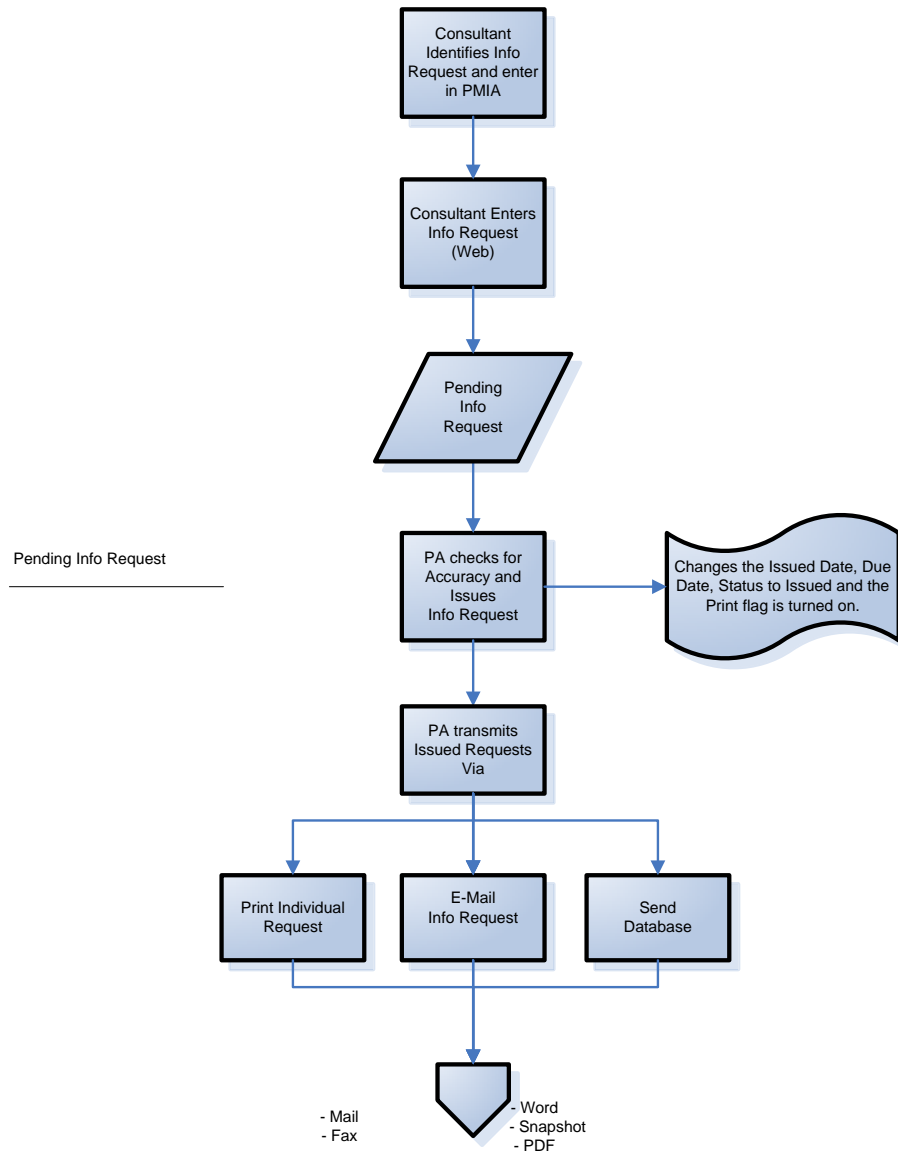 Consultant
Identifies Info
Request and enter
in PMIA
Consultant Enters
Info Request
(Web)
Pending
Info
Request
Pending Info Request
PA checks for
Accuracy and
Issues
Info Request
Changes the Issued Date, Due
Date, Status to Issued and the
Print flag is turned on.
PA transmits
Issued Requests
Via
Print Individual
Request
E-Mail
Info Request
Send
Database
- Mail
- Fax
- Word
- Snapshot
- PDF